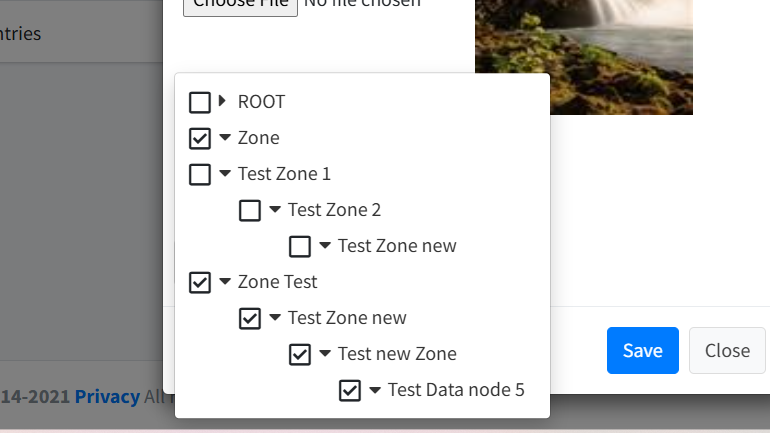 Choose File No file chosen
ntries
ROOT
Zone
Test Zone 1
Test Zone 2
Test Zone new
Zone Test
Test Zone new
Test new Zone
Save Close
Test Data node 5
14-2021 Privacy All